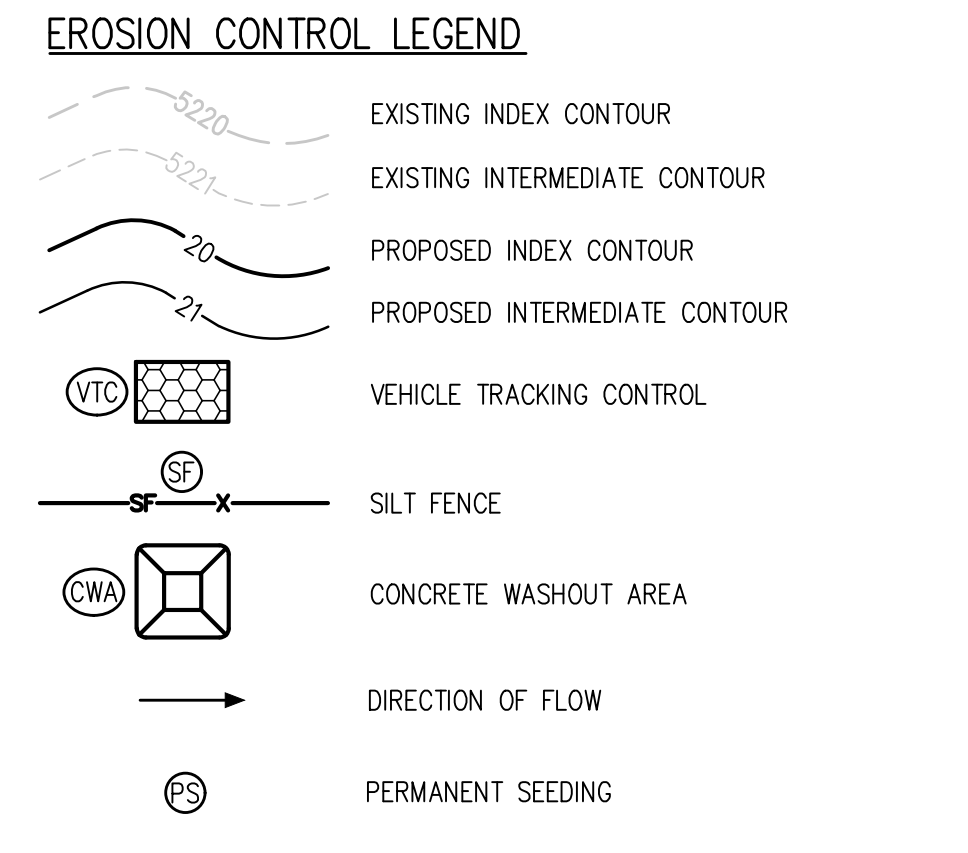 EROSION CONTROL LEGEND
5220 EXISTING INDEX CONTOUR
5221 EXISTING INTERMEDIATE CONTOUR
20 PROPOSED INDEX CONTOUR
21 PROPOSED INTERMEDIATE CONTOUR
VTC VEHICLE TRACKING CONTROL
SF
SF X SILT FENCE
CWA CONCRETE WASHOUT AREA
DIRECTION OF FLOW
PS PERMANENT SEEDING